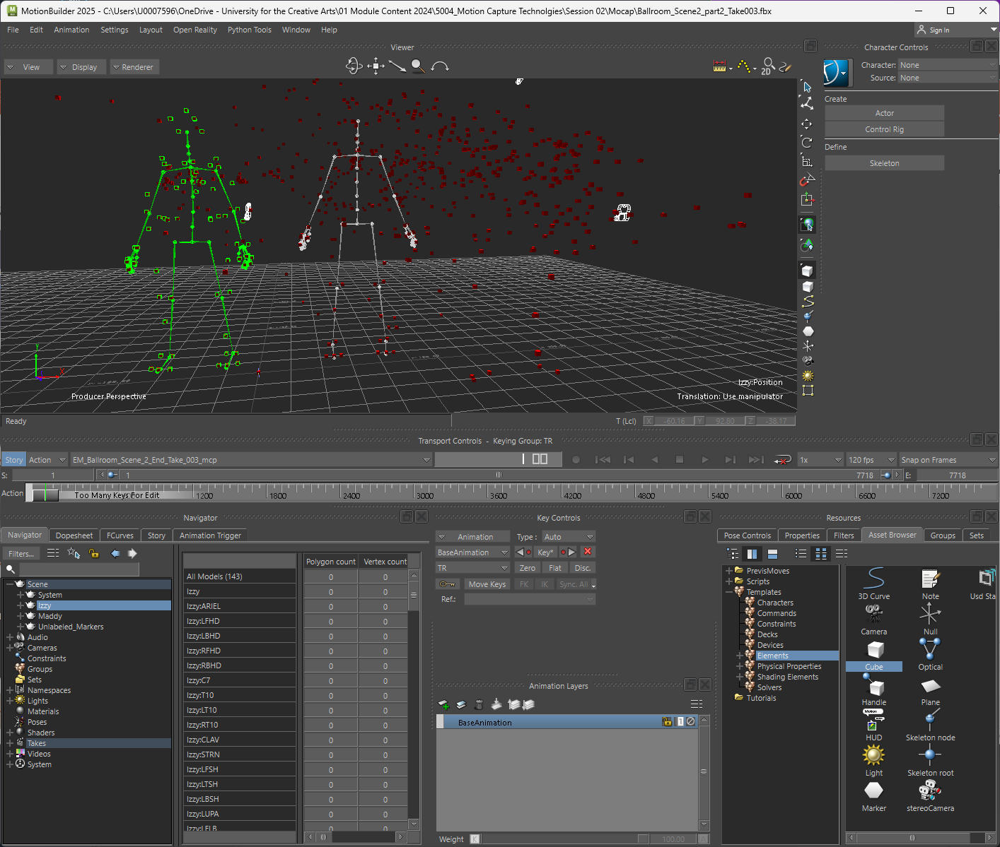 MotionBuilder 2025 - C:\Users\U0007596\OneDrive - University for the Creative Arts\01 Module Content 2024\5004_Motion Capture Technolgies\Session 02\Mocap\Ballroom_Scene2_part2_Take003.fbx
File Edit Animation Settings Layout Open Reality Python Tools Window Help
Sign In
Viewer
View Display Renderer
2D
Character Controls
Character: None
Source: None
Create
Actor
Control Rig
Define
Skeleton
Y
X
Izzy:Position
Producer Perspective
Translation: Use manipulator
Ready
T (Lcl) X -60.16 Y 92.80 Z -38.17
Transport Controls - Keying Group: TR
Story Action EM_Ballroom_Scene_2_End_Take_003_mcp
1x 120 fps Snap on Frames
S: 1 1 7718 E: 7718
Action Too Many Keys For Edit 1200 1800 2400 3000 3600 4200 4800 5400 6000 6600 7200
Navigator
Navigator Dopesheet FCurves Story Animation Trigger
Filters...
Scene
System
Izzy
Maddy
Unlabeled_Markers
Audio
Cameras
Constraints
Groups
Sets
Namespaces
Lights
Materials
Poses
Shaders
Takes
Videos
System
Polygon count Vertex count
All Models (143) 0 0
Izzy 0 0
Izzy:ARIEL 0 0
Izzy:LFHD 0 0
Izzy:LBHD 0 0
Izzy:RFHD 0 0
Izzy:RBHD 0 0
Izzy:C7 0 0
Izzy:T10 0 0
Izzy:LT10 0 0
Izzy:RT10 0 0
Izzy:CLAV 0 0
Izzy:STRN 0 0
Izzy:LFSH 0 0
Izzy:LTSH 0 0
Izzy:LBSH 0 0
Izzy:LUPA 0 0
Izzy:LELB 0 0
Key Controls
Animation Type : Auto
BaseAnimation Key*
TR Zero Flat Disc.
Move Keys FK IK Sync. All
Ref.:
Animation Layers
BaseAnimation 1
Weight K 100.00 A
Resources
Pose Controls Properties Filters Asset Browser Groups Sets
PrevisMoves
Scripts
Templates
Characters
Commands
Constraints
Decks
Devices
Elements
Physical Properties
Shading Elements
Solvers
Tutorials
3D Curve Note Usd Sta
Camera Null
Cube Optical
Handle Plane
Motion
HUD Skeleton node
Light Skeleton root
Marker stereoCamera